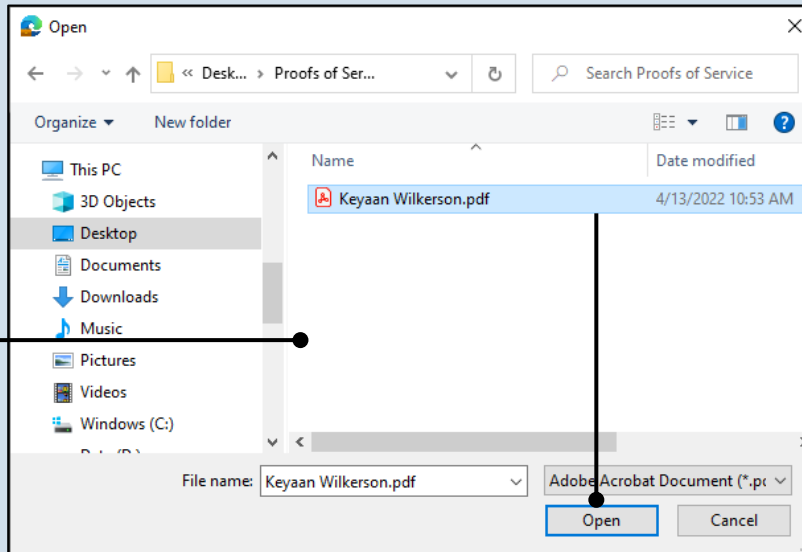 Open
« Desk... › Proofs of Ser...
Search Proofs of Service
Organize
New folder
Name
Date modified
This PC
3D Objects
Desktop
Documents
Downloads
Music
Pictures
Videos
Windows (C:)
Keyaan Wilkerson.pdf
4/13/2022 10:53 AM
File name:
Keyaan Wilkerson.pdf
Adobe Acrobat Document (*.pc
Open
Cancel